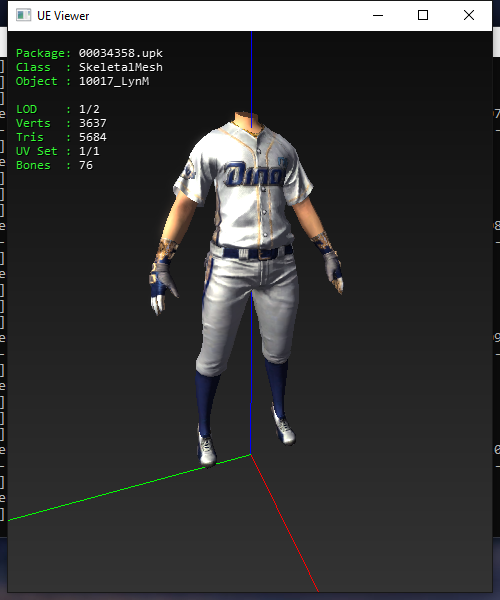 UE Viewer
Package: 00034358.upk
Class : SkeletalMesh
Object : 10017_LynM
LOD : 1/2
Verts : 3637
Tris : 5684
UV Set : 1/1
Bones : 76
Dino